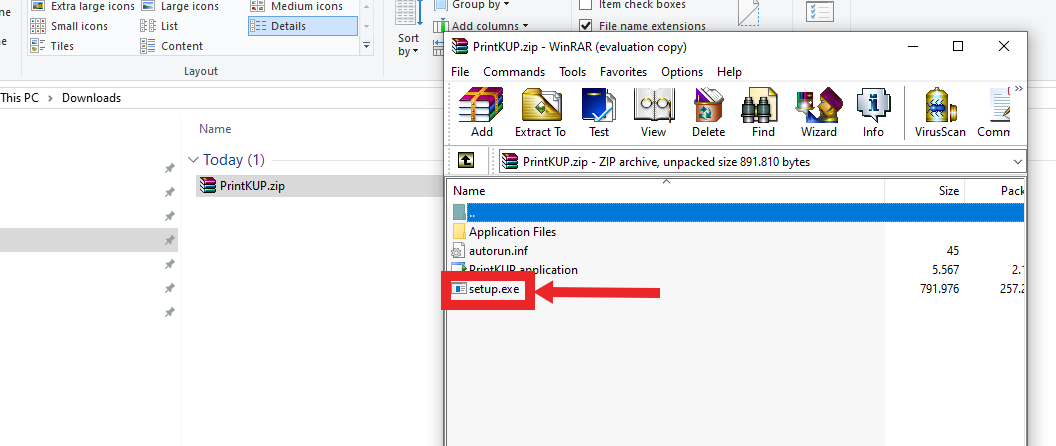 Extra large icons
Large icons
Medium icons
Small icons
List
Details
Tiles
Content
Layout
Sort
by
Group by
Add columns
Item check boxes
File name extensions
This PC > Downloads
Name
Today (1)
PrintKUP.zip
PrintKUP.zip - WinRAR (evaluation copy)
File Commands Tools Favorites Options Help
Add Extract To Test View Delete Find Wizard Info VirusScan Comm
PrintKUP.zip - ZIP archive, unpacked size 891.810 bytes
Name Size Pack
..
Application Files
autorun.inf 45
PrintKUP.application 5.567 2.1
setup.exe 791.976 257.2